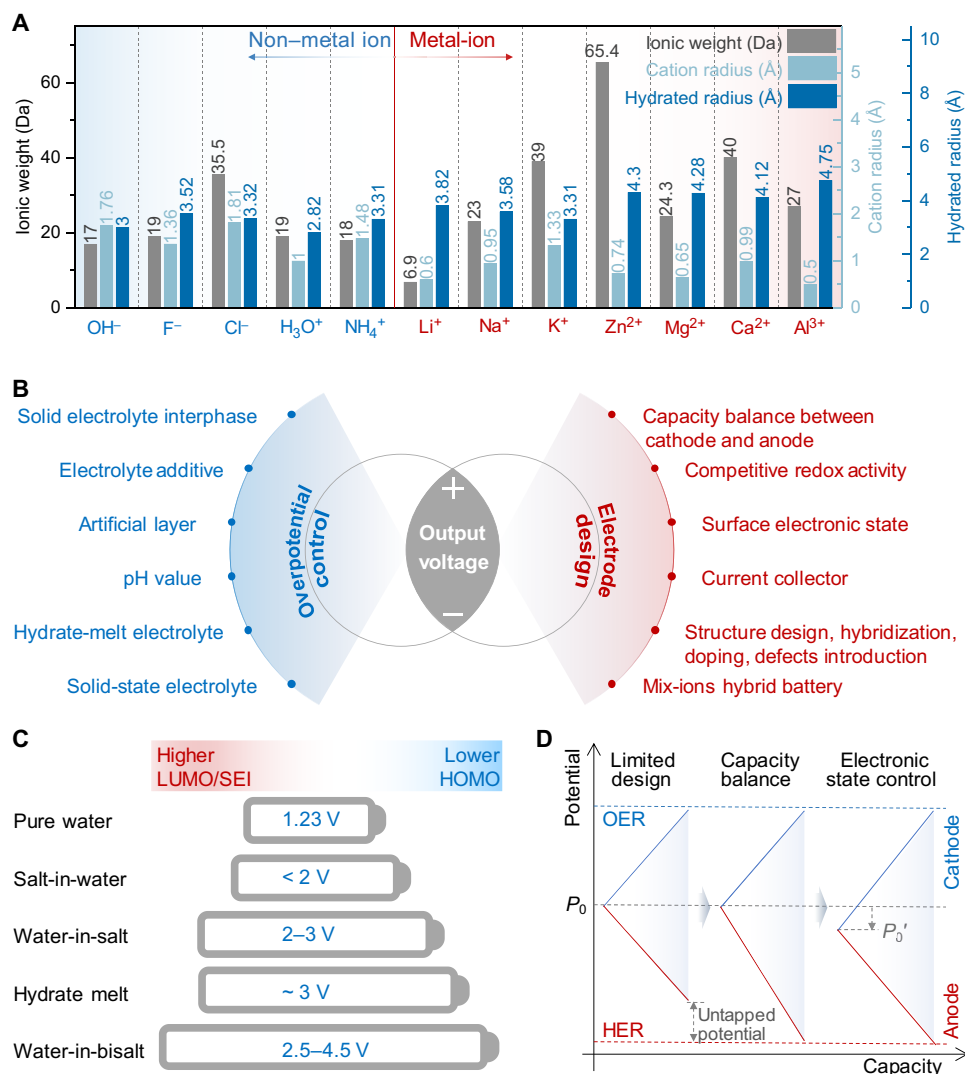 A
Non–metal ion
Metal-ion
Ionic weight (Da)
Cation radius (Å)
Hydrated radius (Å)
Ionic weight (Da)
60
40
20
0
17
1.76
3
19
1.36
3.52
35.5
1.81
3.32
19
1
2.82
18
1.48
3.31
6.9
0.6
3.82
23
0.95
3.58
39
1.33
3.31
65.4
0.74
4.3
24.3
0.65
4.28
40
0.99
4.12
27
0.5
4.75
5
4
3
2
1
0
Cation radius (Å)
10
8
6
4
2
0
Hydrated radius (Å)
OH⁻
F⁻
Cl⁻
H₃O⁺
NH₄⁺
Li⁺
Na⁺
K⁺
Zn²⁺
Mg²⁺
Ca²⁺
Al³⁺
B
Solid electrolyte interphase
Electrolyte additive
Artificial layer
pH value
Hydrate-melt electrolyte
Solid-state electrolyte
Overpotential
control
+
Output
voltage
−
Electrode
design
Capacity balance between
cathode and anode
Competitive redox activity
Surface electronic state
Current collector
Structure design, hybridization,
doping, defects introduction
Mix-ions hybrid battery
C
Higher
LUMO/SEI
Lower
HOMO
Pure water
1.23 V
Salt-in-water
< 2 V
Water-in-salt
2–3 V
Hydrate melt
~ 3 V
Water-in-bisalt
2.5–4.5 V
D
Potential
Limited
design
Capacity
balance
Electronic
state control
OER
Cathode
P₀
P₀′
Untapped
potential
HER
Anode
Capacity